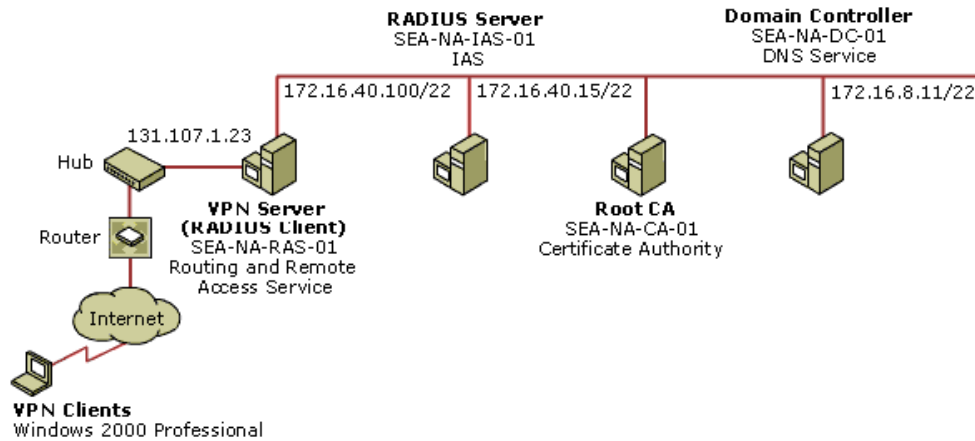 RADIUS Server
SEA-NA-IAS-01
IAS
Domain Controller
SEA-NA-DC-01
DNS Service
172.16.40.100/22
172.16.40.15/22
172.16.8.11/22
131.107.1.23
Hub
VPN Server
(RADIUS Client)
SEA-NA-RAS-01
Routing and Remote
Access Service
Root CA
SEA-NA-CA-01
Certificate Authority
Router
Internet
VPN Clients
Windows 2000 Professional